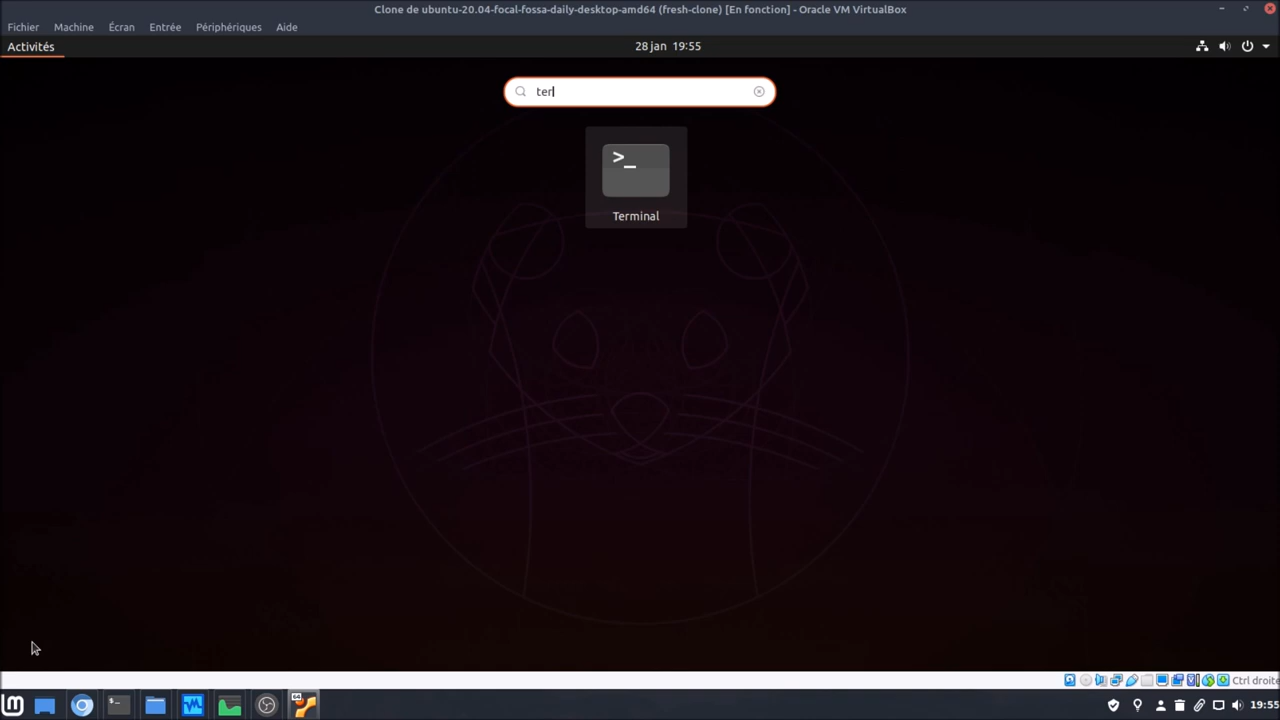 Clone de ubuntu-20.04-focal-fossa-daily-desktop-amd64 (fresh-clone) [En fonction] - Oracle VM VirtualBox
Fichier Machine Écran Entrée Périphériques Aide
Activités 28 jan 19:55
ter
>_
Terminal
Ctrl droite
64
$-
19:55